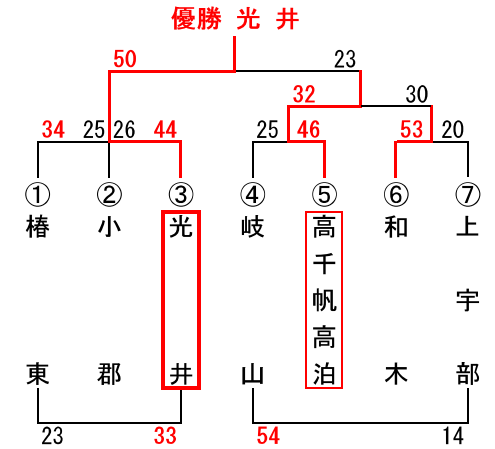 優勝 光 井
50 23
32 30
34 25 26 44 25 46 53 20
① ② ③ ④ ⑤ ⑥ ⑦
椿東
小郡
光井
岐山
高千帆高泊
和木
上宇部
23 33 54 14